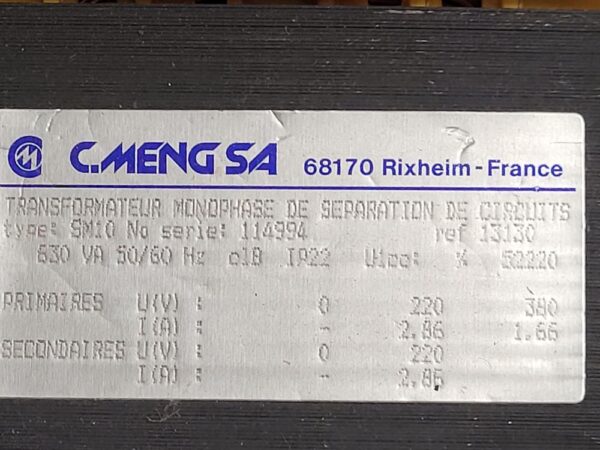 C.MENG SA 68170 Rixheim - France
TRANSFORMATEUR MONOPHASE DE SEPARATION DE CIRCUITS
type: SM10 No serie: 114994 ref 13130
630 VA 50/60 Hz clB IP22 U1cc: % 52220
PRIMAIRES U(V) : 0 220 380
I(A) : - 2.86 1.66
SECONDAIRES U(V) : 0 220
I(A) : - 2.86